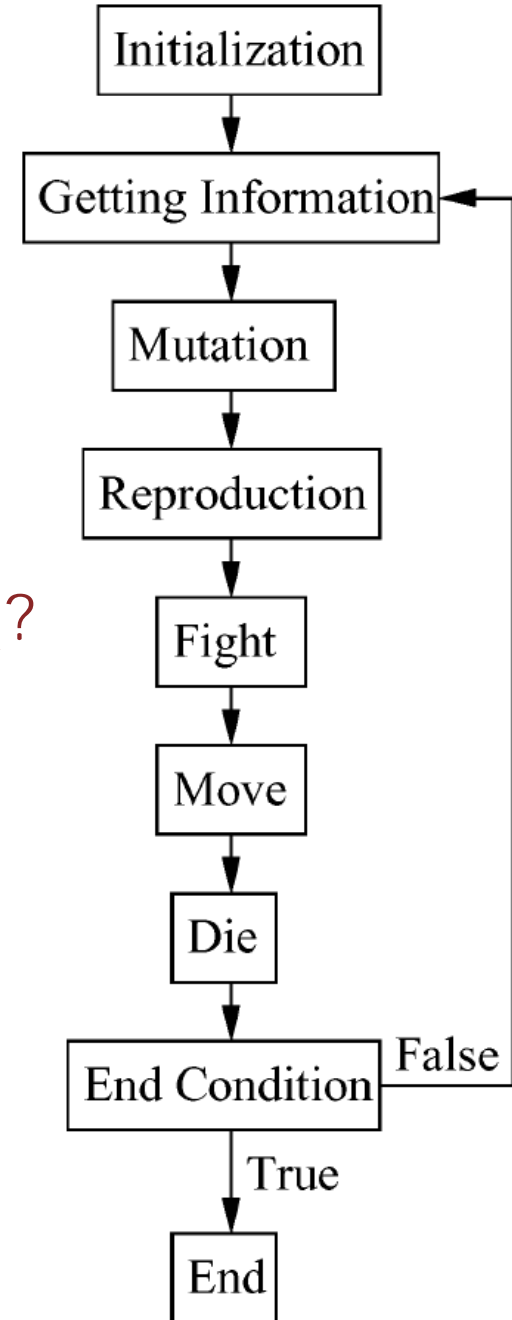 Initialization
Getting Information
Mutation
Reproduction
?
Fight
Move
Die
End Condition
False
True
End